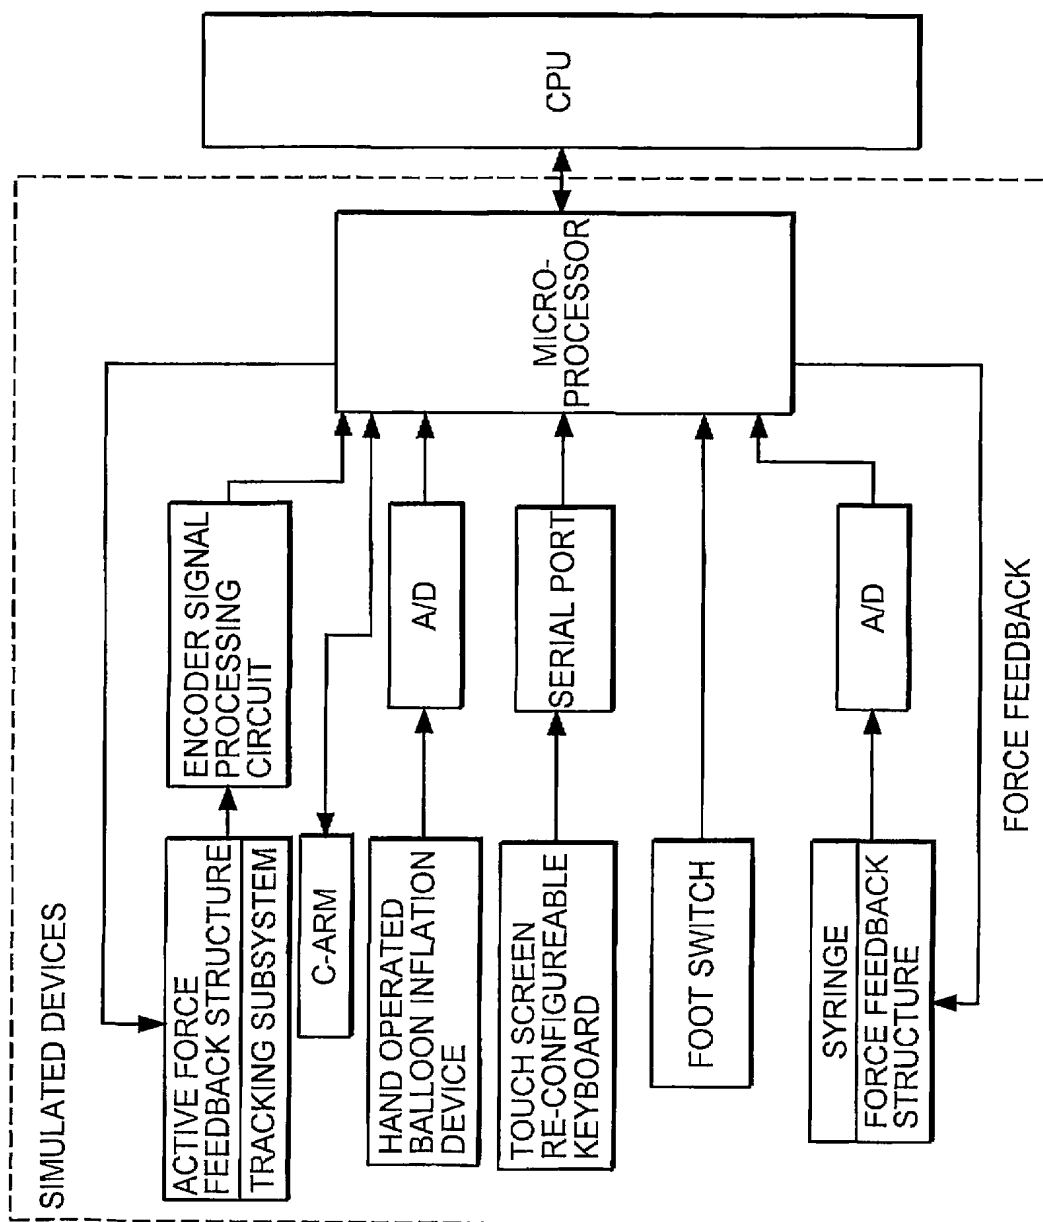 SIMULATED DEVICES
ACTIVE FORCE
FEEDBACK STRUCTURE
TRACKING SUBSYSTEM
ENCODER SIGNAL
PROCESSING
CIRCUIT
C-ARM
HAND OPERATED
BALLOON INFLATION
DEVICE
A/D
TOUCH SCREEN
RE-CONFIGUREABLE
KEYBOARD
SERIAL PORT
FOOT SWITCH
SYRINGE
FORCE FEEDBACK
STRUCTURE
A/D
MICRO-
PROCESSOR
CPU
FORCE FEEDBACK